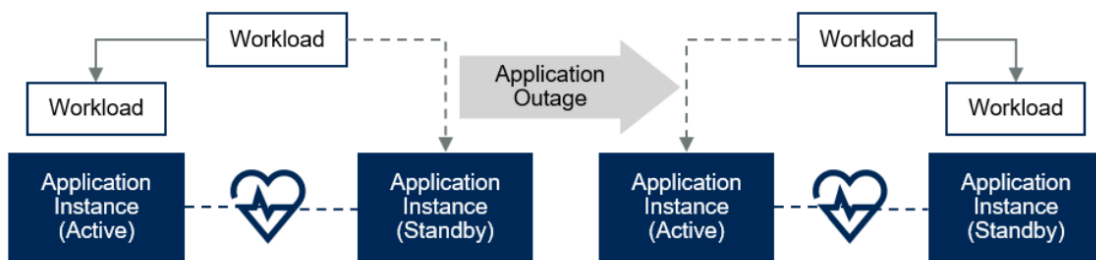 Workload
Workload
Application
Instance
(Active)
Application
Instance
(Standby)
Application
Outage
Workload
Workload
Application
Instance
(Active)
Application
Instance
(Standby)